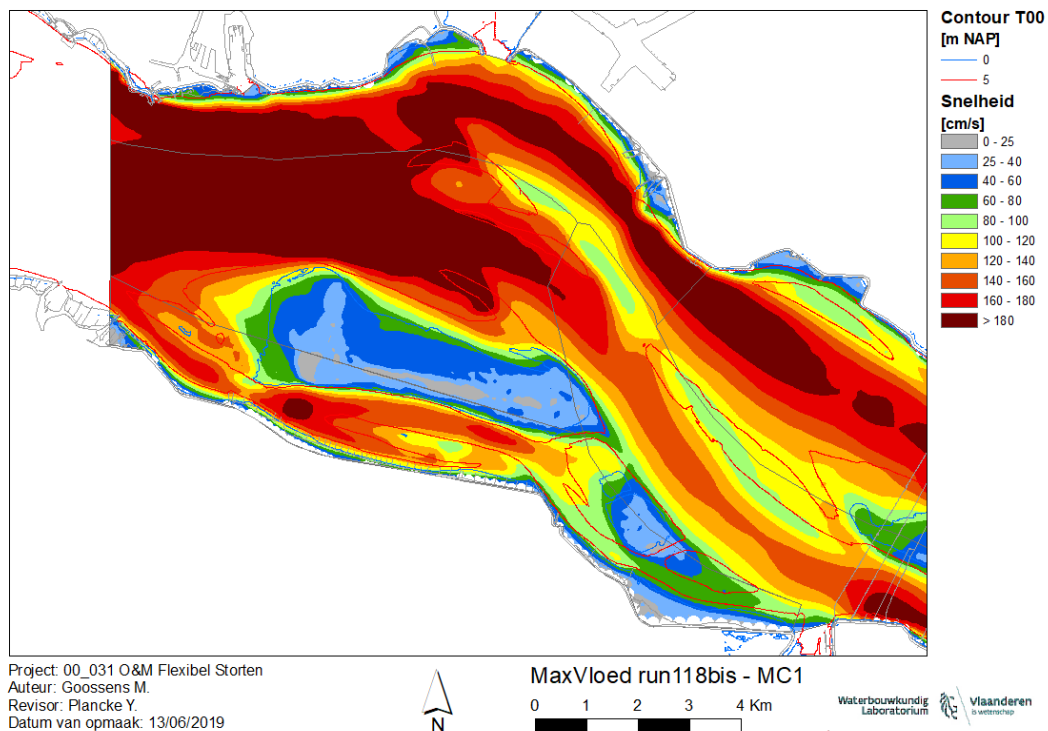 Contour T00
[m NAP]
0
5
Snelheid
[cm/s]
0 - 25
25 - 40
40 - 60
60 - 80
80 - 100
100 - 120
120 - 140
140 - 160
160 - 180
> 180
Project: 00_031 O&M Flexibel Storten
Auteur: Goossens M.
Revisor: Plancke Y.
Datum van opmaak: 13/06/2019
N
MaxVloed run118bis - MC1
0 1 2 3 4 Km
Waterbouwkundig
Laboratorium
Vlaanderen
is wetenschap